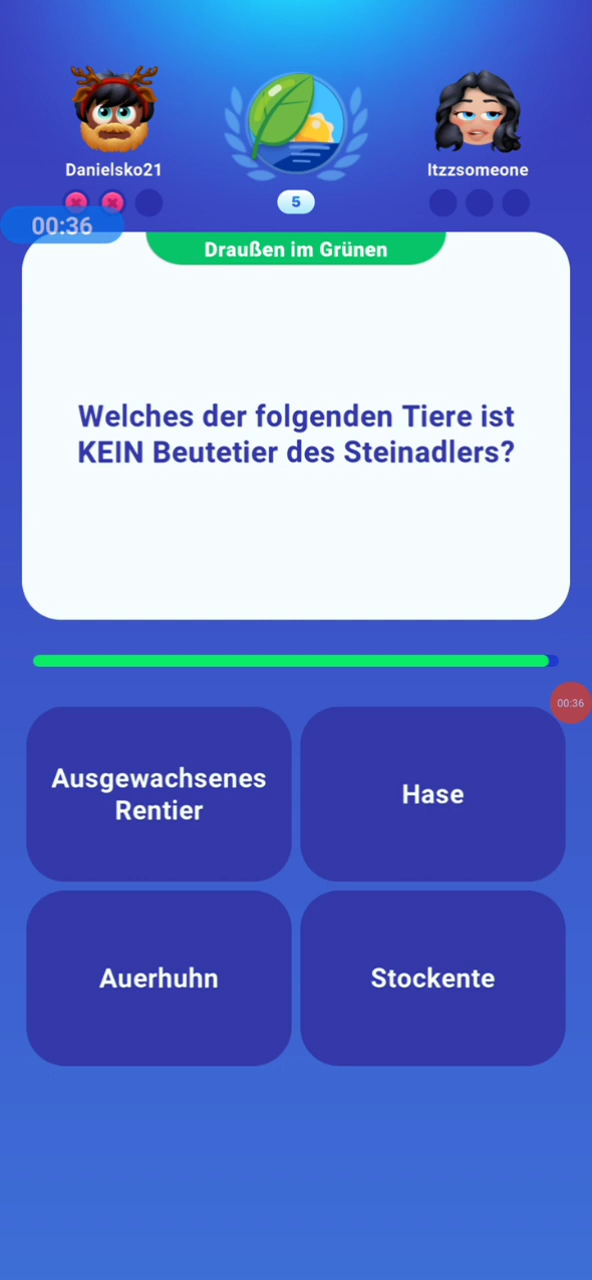 Danielsko21
Itzzsomeone
5
00:36
Draußen im Grünen
Welches der folgenden Tiere ist
KEIN Beutetier des Steinadlers?
00:36
Ausgewachsenes
Rentier
Hase
Auerhuhn
Stockente